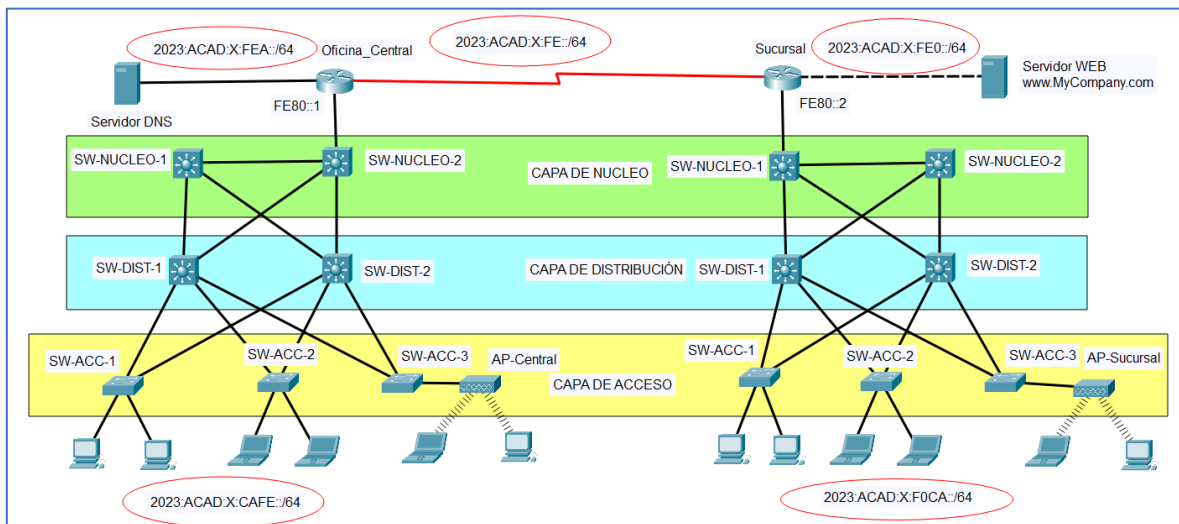 2023:ACAD:X:FEA::/64
Oficina_Central
2023:ACAD:X:FE::/64
Sucursal
2023:ACAD:X:FE0::/64
Servidor WEB
www.MyCompany.com
FE80::1
FE80::2
Servidor DNS
SW-NUCLEO-1
SW-NUCLEO-2
CAPA DE NUCLEO
SW-NUCLEO-1
SW-NUCLEO-2
SW-DIST-1
SW-DIST-2
CAPA DE DISTRIBUCIÓN
SW-DIST-1
SW-DIST-2
SW-ACC-1
SW-ACC-2
SW-ACC-3
AP-Central
CAPA DE ACCESO
SW-ACC-1
SW-ACC-2
SW-ACC-3
AP-Sucursal
2023:ACAD:X:CAFE::/64
2023:ACAD:X:F0CA::/64